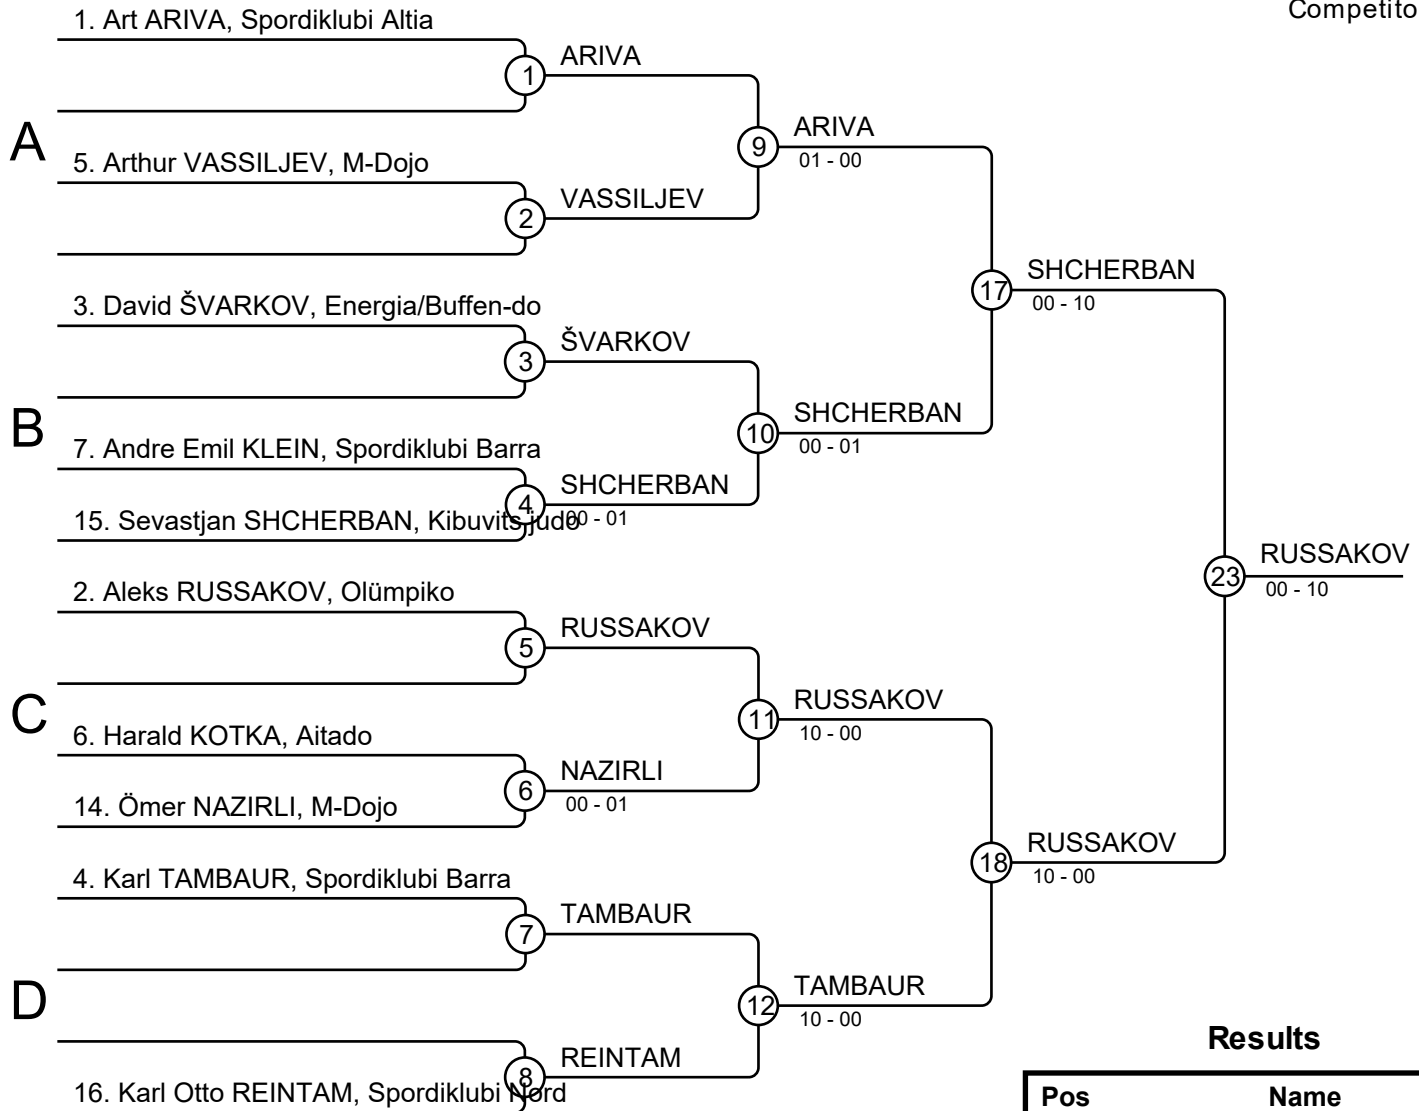 1. Art ARIVA, Spordiklubi Altia
Competito
1
ARIVA
A
9
ARIVA
01 - 00
5. Arthur VASSILJEV, M-Dojo
2
VASSILJEV
17
SHCHERBAN
00 - 10
3. David ŠVARKOV, Energia/Buffen-do
3
ŠVARKOV
B
10
SHCHERBAN
00 - 01
7. Andre Emil KLEIN, Spordiklubi Barra
4
SHCHERBAN
00 - 01
15. Sevastjan SHCHERBAN, Kibuvits judo
23
RUSSAKOV
00 - 10
2. Aleks RUSSAKOV, Olümpiko
5
RUSSAKOV
C
11
RUSSAKOV
10 - 00
6. Harald KOTKA, Aitado
6
NAZIRLI
00 - 01
14. Ömer NAZIRLI, M-Dojo
18
RUSSAKOV
10 - 00
4. Karl TAMBAUR, Spordiklubi Barra
7
TAMBAUR
D
12
TAMBAUR
10 - 00
8
REINTAM
16. Karl Otto REINTAM, Spordiklubi Nord
Results
Pos Name